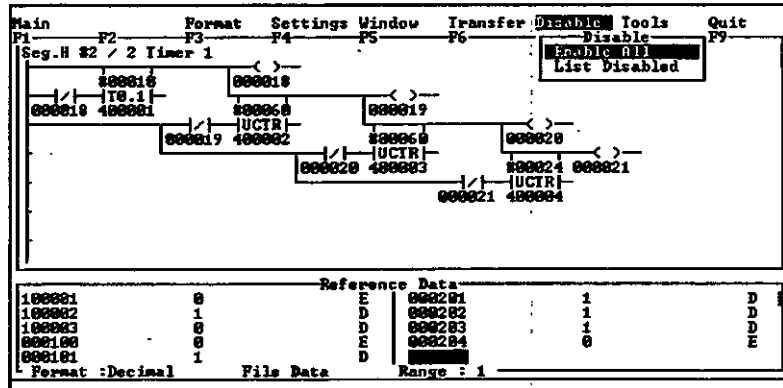 Main Format Settings Window Transfer Disable Tools Quit
F1 F2 F3 F4 F5 F6 Disable F9
Seg.# #2 / 2 Timer 1
Enable All
List Disabled
#00010 000018
000018 T0.1 400001
#00060 000019
000019 UCTR 400002
#00060 000020
000020 UCTR 400003
#00024 000021
000021 UCTR 400004
Reference Data
100001 0 E 000201 1 D
100002 1 D 000202 1 D
100003 0 D 000203 1 D
000100 0 E 000204 0 E
000101 1 D
Format :Decimal File Data Range : 1